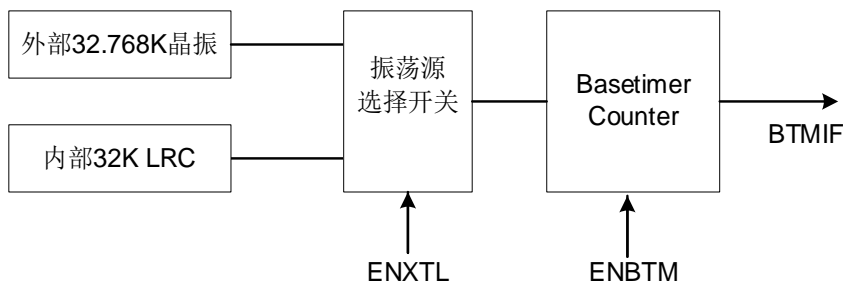 外部32.768K晶振
内部32K LRC
振荡源
选择开关
Basetimer
Counter
BTMIF
ENXTL
ENBTM